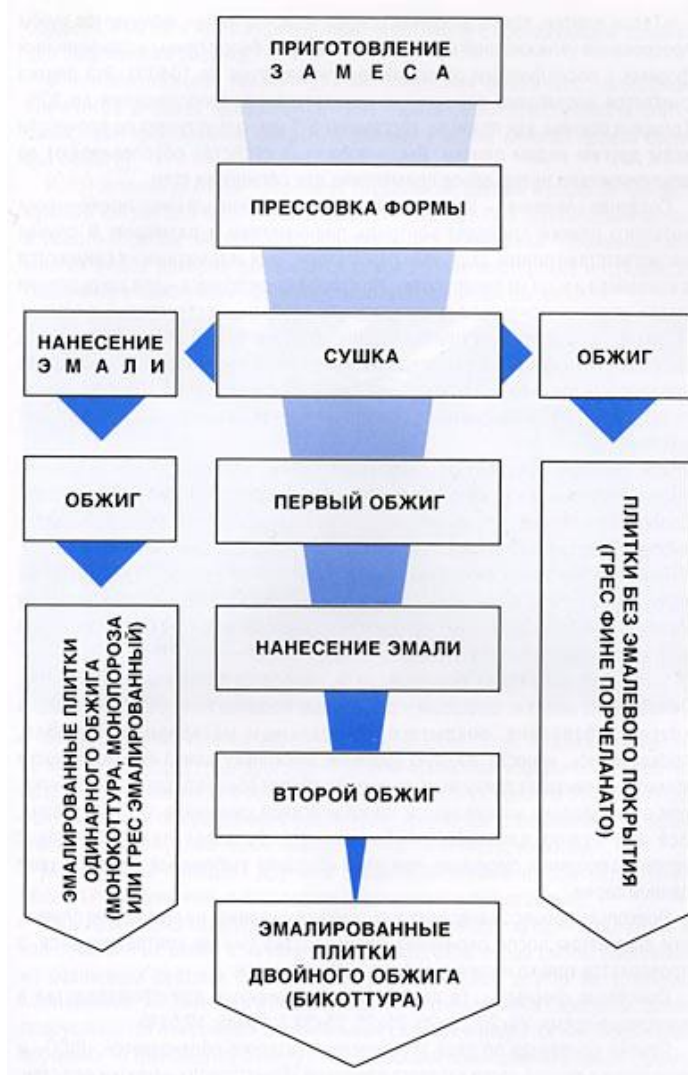 ПРИГОТОВЛЕНИЕ
ЗАМЕСА
ПРЕССОВКА ФОРМЫ
НАНЕСЕНИЕ
ЭМАЛИ
СУШКА
ОБЖИГ
ОБЖИГ
ПЕРВЫЙ ОБЖИГ
НАНЕСЕНИЕ ЭМАЛИ
ВТОРОЙ ОБЖИГ
ЭМАЛИРОВАННЫЕ ПЛИТКИ
ОДИНАРНОГО ОБЖИГА
(МОНОКОТТУРА, МОНОПОРОЗА
ИЛИ ГРЕС ЭМАЛИРОВАННЫЙ)
ЭМАЛИРОВАННЫЕ
ПЛИТКИ
ДВОЙНОГО ОБЖИГА
(БИКОТТУРА)
ПЛИТКИ БЕЗ ЭМАЛЕВОГО ПОКРЫТИЯ
(ГРЕС ФИНЕ ПОРЧЕЛАНАТО)